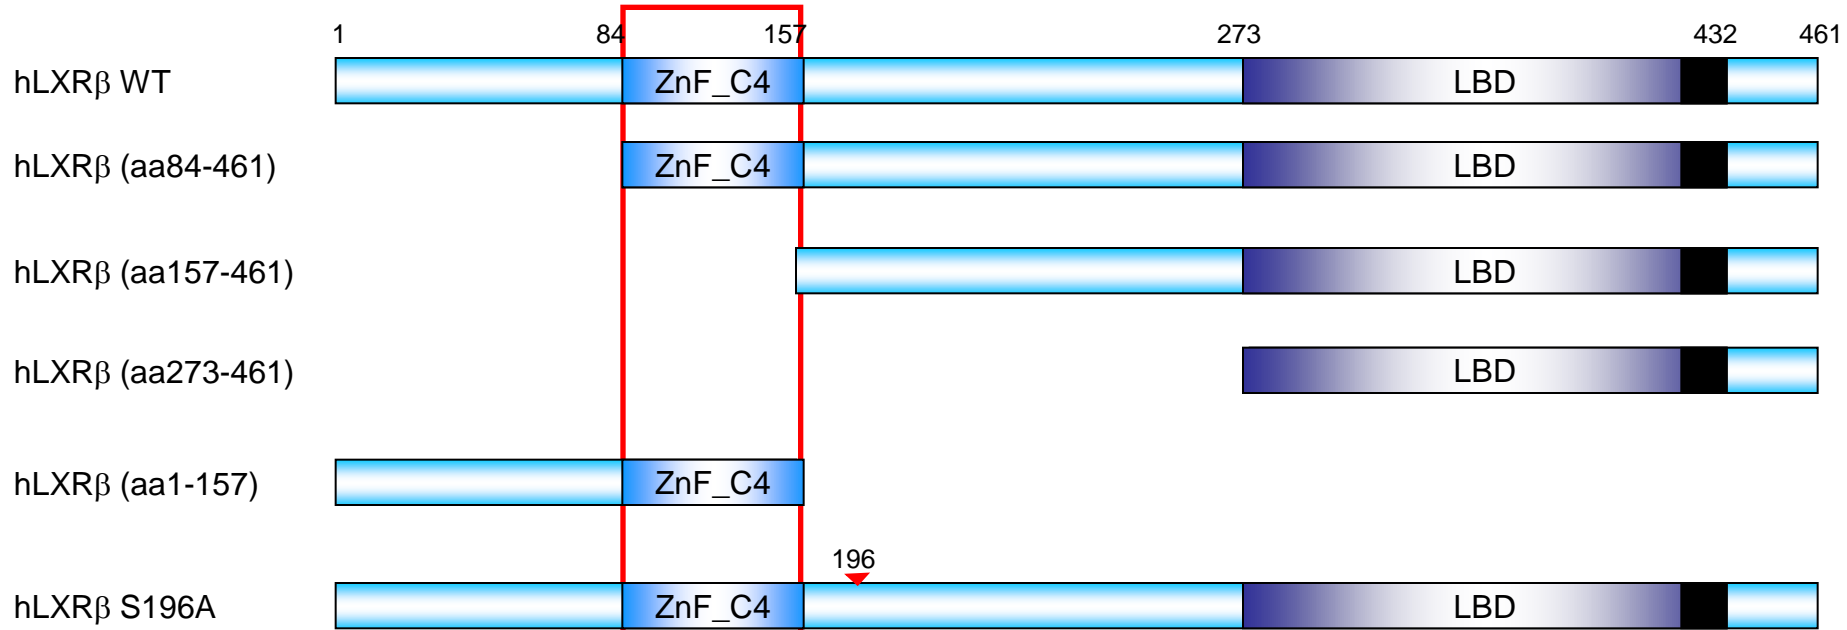 1 84 157 273 432 461
hLXRβ WT ZnF_C4 LBD
hLXRβ (aa84-461) ZnF_C4 LBD
hLXRβ (aa157-461) LBD
hLXRβ (aa273-461) LBD
hLXRβ (aa1-157) ZnF_C4
196
hLXRβ S196A ZnF_C4 LBD